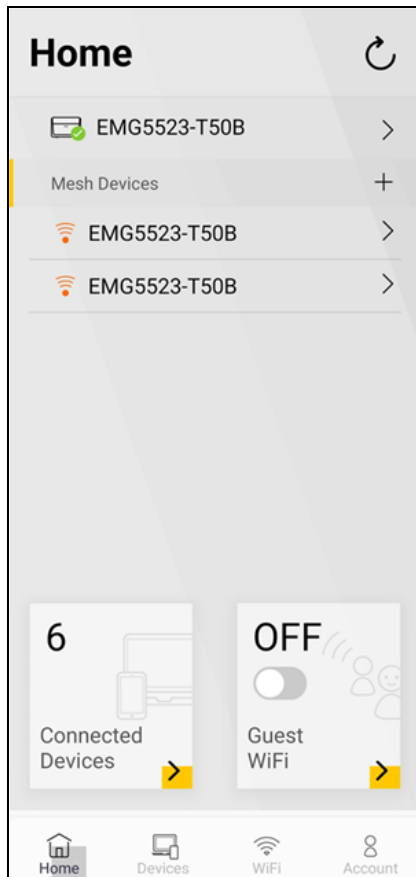 Home
EMG5523-T50B
Mesh Devices
EMG5523-T50B
EMG5523-T50B
6
Connected
Devices
OFF
Guest
WiFi
Home Devices WiFi Account